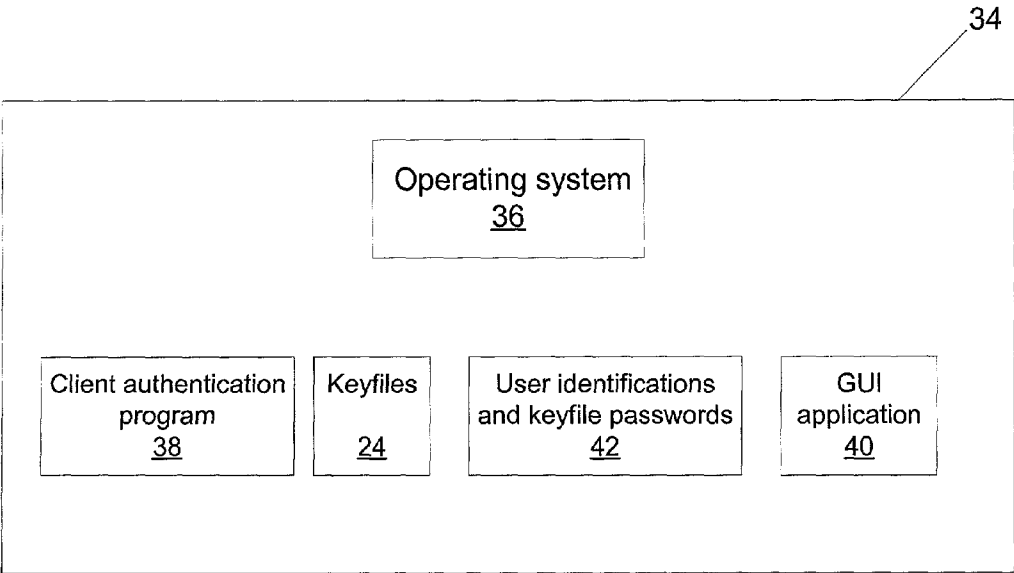 34
Operating system
36
Client authentication
program
38
Keyfiles
24
User identifications
and keyfile passwords
42
GUI
application
40